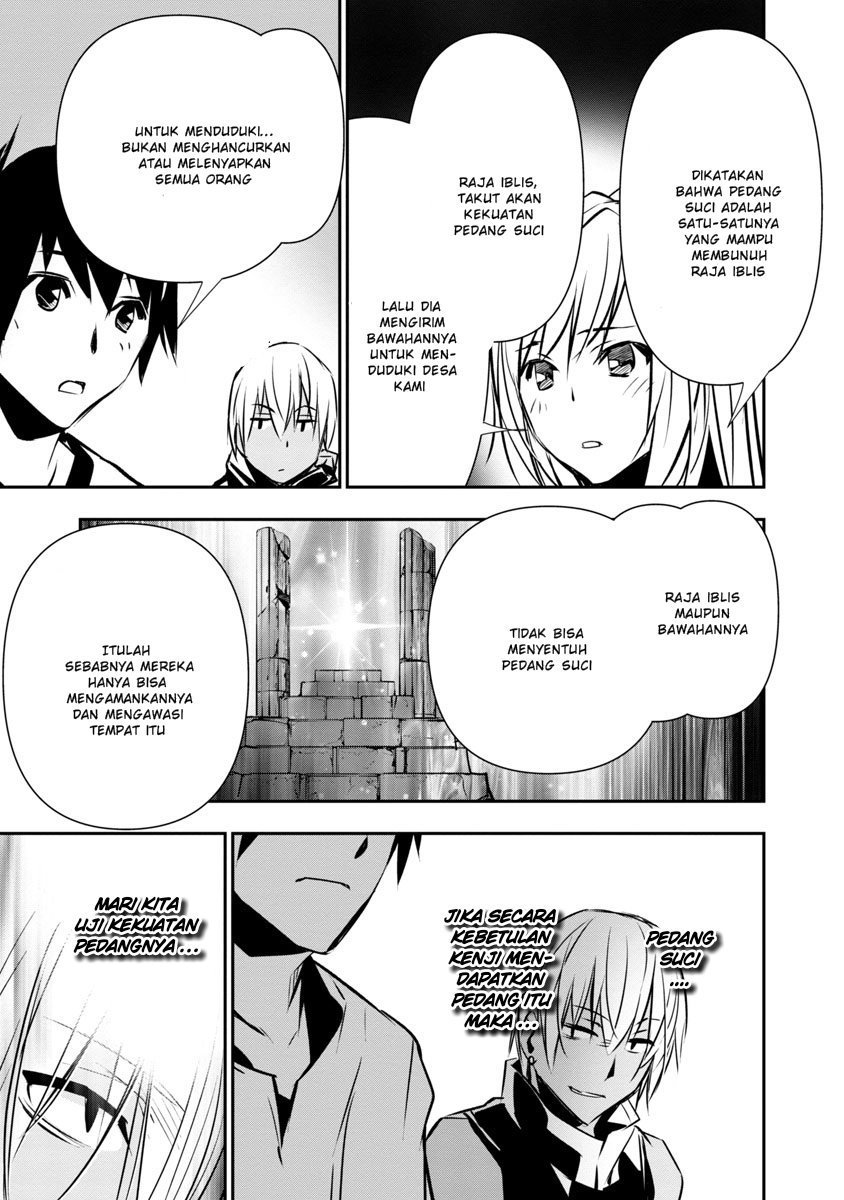 DIKATAKAN
BAHWA PEDANG
SUCI ADALAH
SATU-SATUNYA
YANG MAMPU
MEMBUNUH
RAJA IBLIS
RAJA IBLIS,
TAKUT AKAN
KEKUATAN
PEDANG SUCI
LALU DIA
MENGIRIM
BAWAHANNYA
UNTUK MEN-
DUDUKI DESA
KAMI
UNTUK MENDUDUKI...
BUKAN MENGHANCURKAN
ATAU MELENYAPKAN
SEMUA ORANG
RAJA IBLIS
MAUPUN
BAWAHANNYA
TIDAK BISA
MENYENTUH
PEDANG SUCI
ITULAH
SEBABNYA MEREKA
HANYA BISA
MENGAMANKANNYA
DAN MENGAWASI
TEMPAT ITU
PEDANG
SUCI
....
JIKA SECARA
KEBETULAN
KENJI MEN-
DAPATKAN
PEDANG ITU
MAKA ...
MARI KITA
UJI KEKUATAN
PEDANGNYA ...